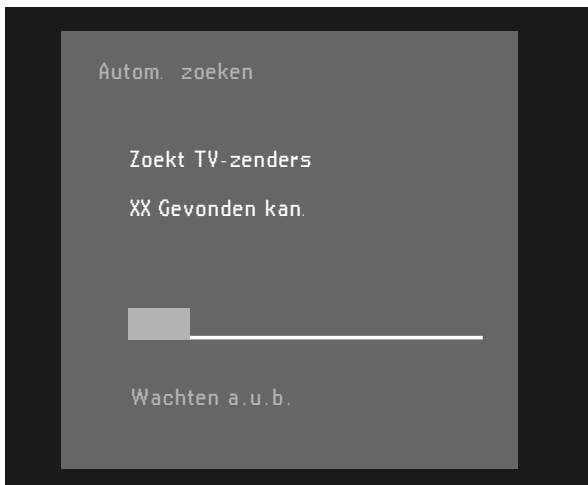 Autom. zoeken
Zoekt TV-zenders
XX Gevonden kan.
Wachten a.u.b.